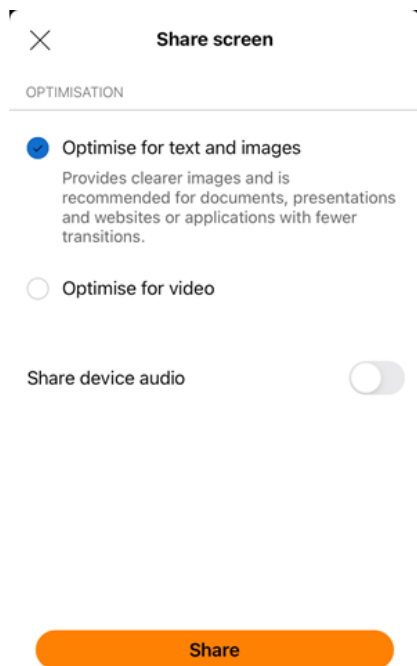 Share screen
OPTIMISATION
Optimise for text and images
Provides clearer images and is
recommended for documents, presentations
and websites or applications with fewer
transitions.
Optimise for video
Share device audio
Share